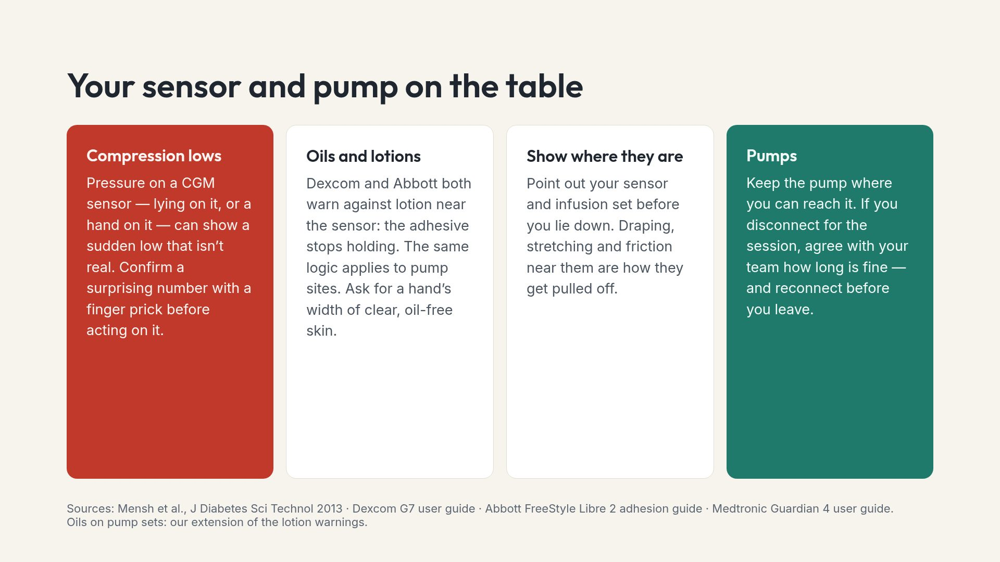 Your sensor and pump on the table
Compression lows
Pressure on a CGM
sensor — lying on it, or a
hand on it — can show a
sudden low that isn’t
real. Confirm a
surprising number with a
finger prick before
acting on it.
Oils and lotions
Dexcom and Abbott both
warn against lotion near
the sensor: the adhesive
stops holding. The same
logic applies to pump
sites. Ask for a hand’s
width of clear, oil-free
skin.
Show where they are
Point out your sensor
and infusion set before
you lie down. Draping,
stretching and friction
near them are how they
get pulled off.
Pumps
Keep the pump where
you can reach it. If you
disconnect for the
session, agree with your
team how long is fine —
and reconnect before
you leave.
Sources: Mensh et al., J Diabetes Sci Technol 2013 · Dexcom G7 user guide · Abbott FreeStyle Libre 2 adhesion guide · Medtronic Guardian 4 user guide.
Oils on pump sets: our extension of the lotion warnings.